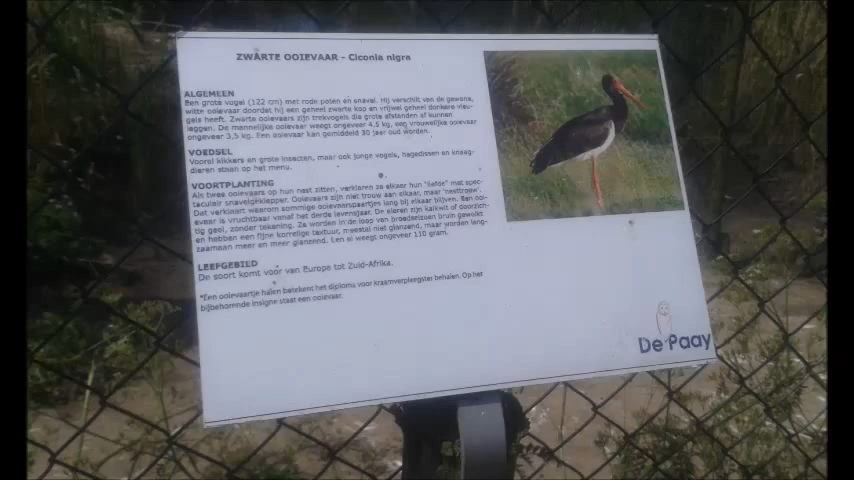 ZWARTE OOIEVAAR - Ciconia nigra
ALGEMEEN
Een grote vogel (122 cm) met rode poten en snavel. Hij verschilt van de gewone,
witte ooievaar doordat hij een geheel zwarte kop en vrijwel geheel donkere vleu-
gels heeft. Zwarte ooievaars zijn trekvogels die grote afstanden af kunnen
leggen. De mannelijke ooievaar weegt ongeveer 4,5 kg, een vrouwelijke ooievaar
ongeveer 3,5 kg. Een ooievaar kan gemiddeld 30 jaar oud worden.
VOEDSEL
Vooral kikkers en grote insecten, maar ook jonge vogels, hagedissen en knaag-
dieren staan op het menu.
VOORTPLANTING
Als twee ooievaars op hun nest zitten, verklaren ze elkaar hun "liefde" met spec-
taculair snavelgeklepper. Ooievaars zijn niet trouw aan elkaar, maar 'nesttrouw'.
Dat verklaart waarom sommige ooievaarspaartjes lang bij elkaar blijven. Een ooi-
evaar is vruchtbaar vanaf het derde levensjaar. De eieren zijn kalkwit of doorzich-
tig geel, zonder tekening. Ze worden in de loop van broedseizoen bruin gevlekt
en hebben een fijne korrelige textuur, meestal niet glanzend, maar worden lang-
zaamaan meer en meer glanzend. Een ei weegt ongeveer 110 gram.
LEEFGEBIED
De soort komt voor van Europa tot Zuid-Afrika.
*Een ooievaartje halen betekent het diploma voor kraamverpleegster behalen. Op het
bijbehorende insigne staat een ooievaar.
De Paay